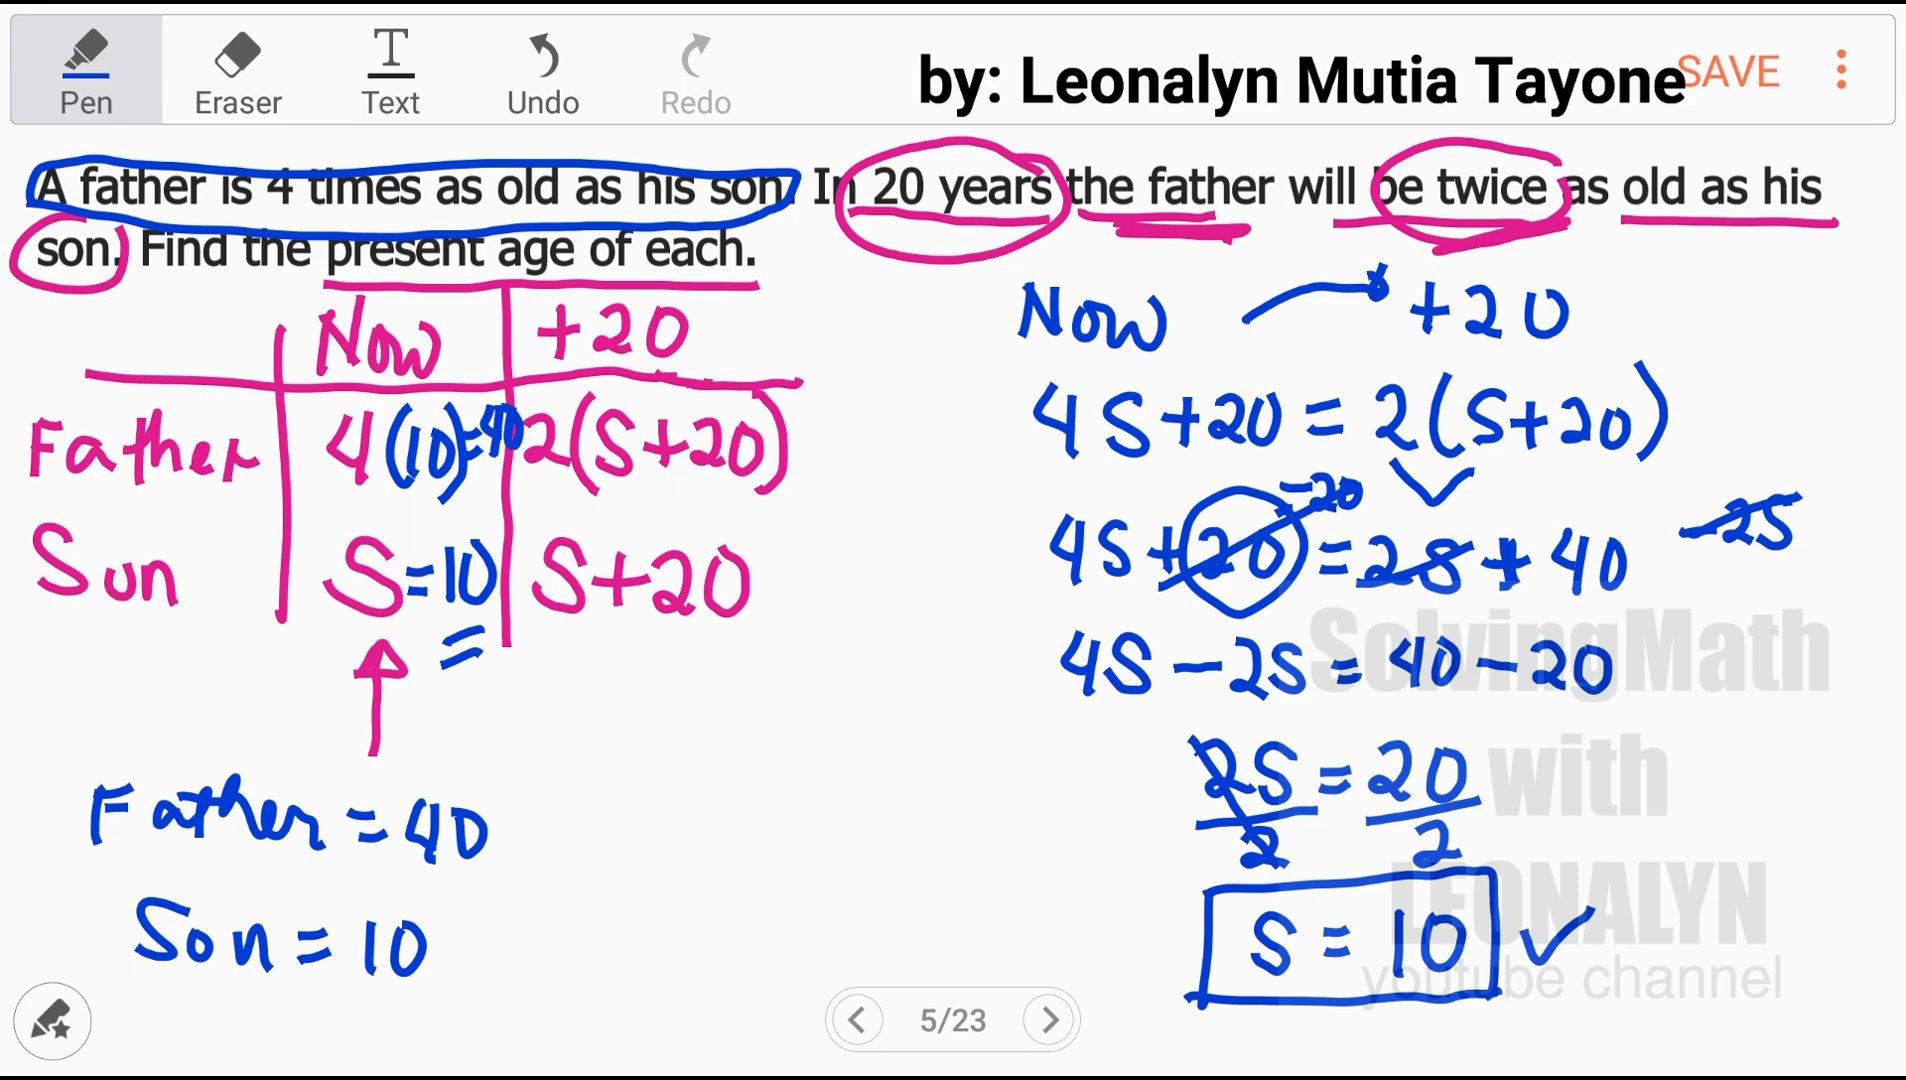 Pen Eraser Text Undo Redo by: Leonalyn Mutia Tayone SAVE
A father is 4 times as old as his son. In 20 years the father will be twice as old as his
son. Find the present age of each.
Now +20
Father 4(10)=40 2(S+20)
Son S=10 S+20
Father = 40
Son = 10
Now +20
4S+20 = 2(S+20)
-20
4S+20 = 2S+40 -2S
4S-2S = 40-20
2S = 20
2 2
S = 10
SolvingMath
with
LEONALYN
youtube channel
5/23